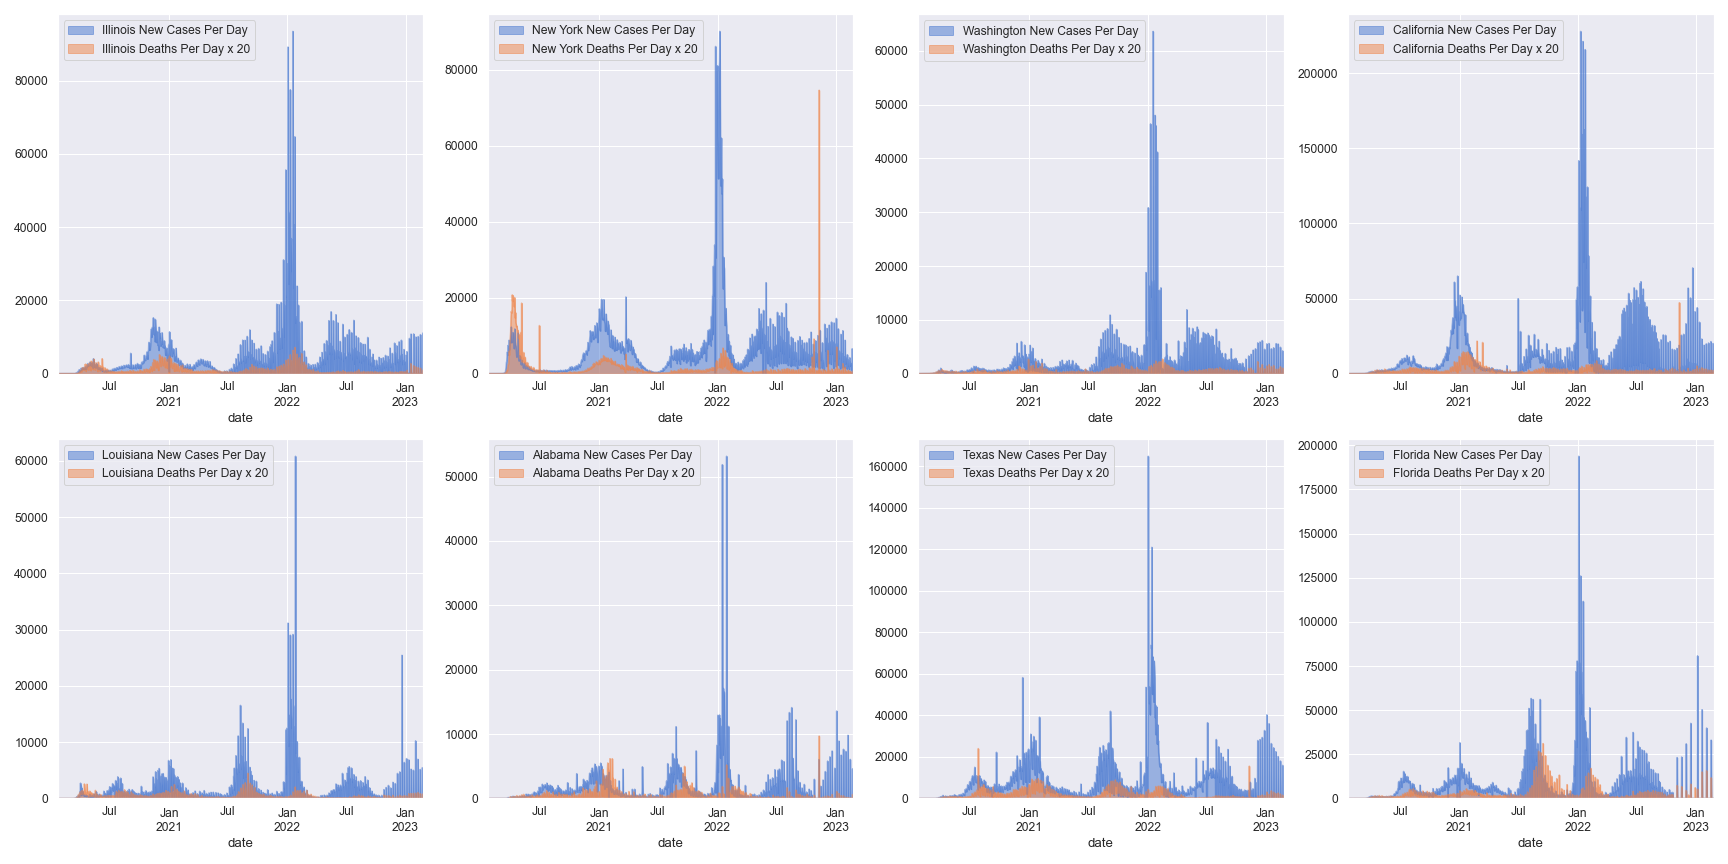 Illinois New Cases Per Day
Illinois Deaths Per Day x 20
80000
60000
40000
20000
0
Jul
Jan
2021
Jul
Jan
2022
Jul
Jan
2023
date
New York New Cases Per Day
New York Deaths Per Day x 20
80000
60000
40000
20000
0
Jul
Jan
2021
Jul
Jan
2022
Jul
Jan
2023
date
Washington New Cases Per Day
Washington Deaths Per Day x 20
60000
50000
40000
30000
20000
10000
0
Jul
Jan
2021
Jul
Jan
2022
Jul
Jan
2023
date
California New Cases Per Day
California Deaths Per Day x 20
200000
150000
100000
50000
0
Jul
Jan
2021
Jul
Jan
2022
Jul
Jan
2023
date
Louisiana New Cases Per Day
Louisiana Deaths Per Day x 20
60000
50000
40000
30000
20000
10000
0
Jul
Jan
2021
Jul
Jan
2022
Jul
Jan
2023
date
Alabama New Cases Per Day
Alabama Deaths Per Day x 20
50000
40000
30000
20000
10000
0
Jul
Jan
2021
Jul
Jan
2022
Jul
Jan
2023
date
Texas New Cases Per Day
Texas Deaths Per Day x 20
160000
140000
120000
100000
80000
60000
40000
20000
0
Jul
Jan
2021
Jul
Jan
2022
Jul
Jan
2023
date
Florida New Cases Per Day
Florida Deaths Per Day x 20
200000
175000
150000
125000
100000
75000
50000
25000
0
Jul
Jan
2021
Jul
Jan
2022
Jul
Jan
2023
date